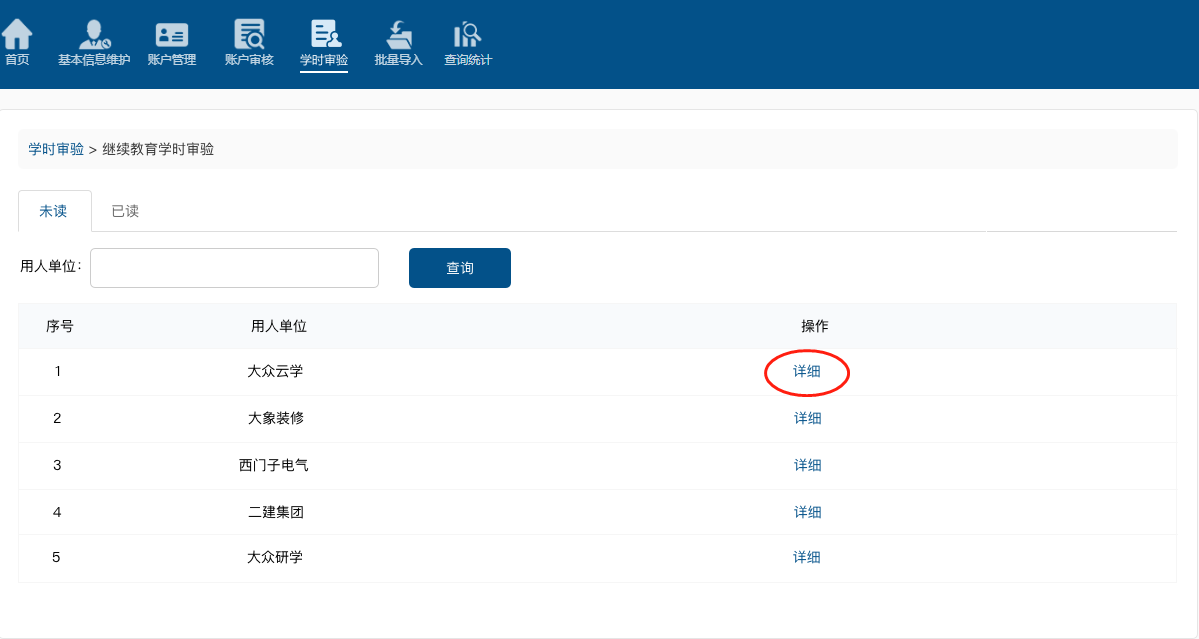 首页 基本信息维护 账户管理 账户审核 学时审验 批量导入 查询统计
学时审验 > 继续教育学时审验
未读 已读
用人单位: 查询
序号 用人单位 操作
1 大众云学 详细
2 大象装修 详细
3 西门子电气 详细
4 二建集团 详细
5 大众研学 详细